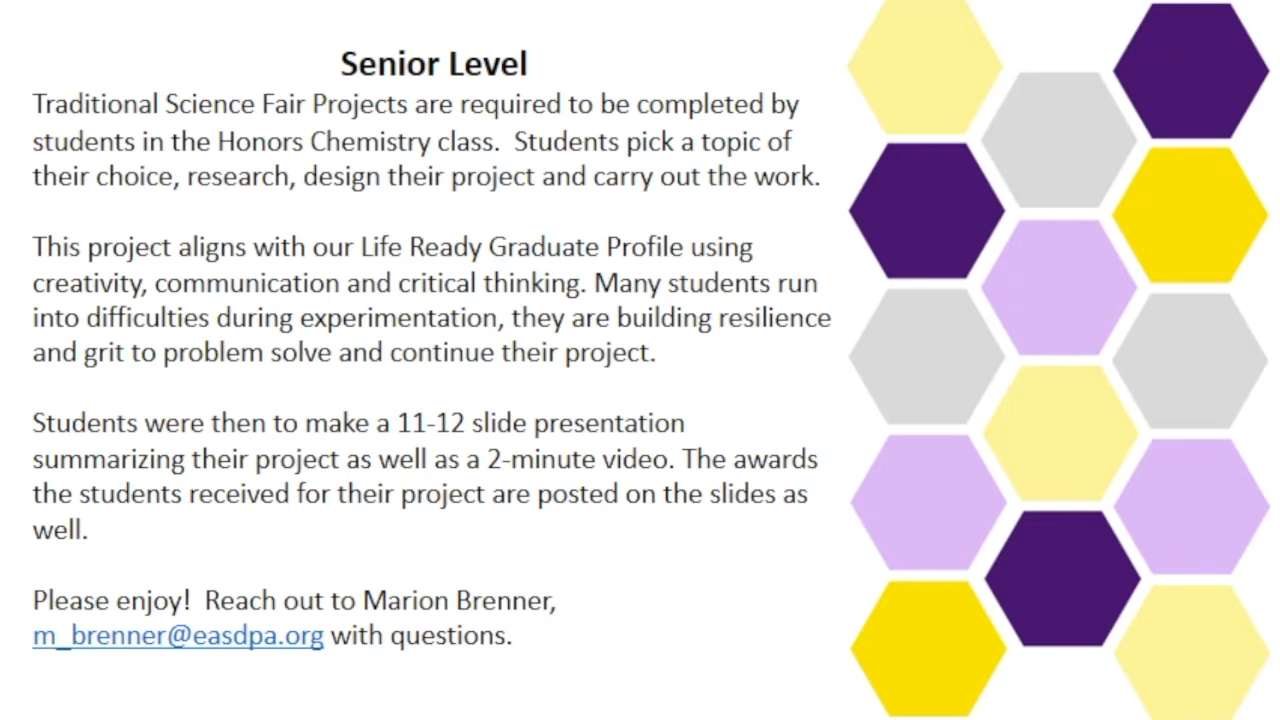 Senior Level
Traditional Science Fair Projects are required to be completed by
students in the Honors Chemistry class.  Students pick a topic of
their choice, research, design their project and carry out the work.
This project aligns with our Life Ready Graduate Profile using
creativity, communication and critical thinking. Many students run
into difficulties during experimentation, they are building resilience
and grit to problem solve and continue their project.
Students were then to make a 11-12 slide presentation
summarizing their project as well as a 2-minute video. The awards
the students received for their project are posted on the slides as
well.
Please enjoy!  Reach out to Marion Brenner,
m_brenner@easdpa.org with questions.